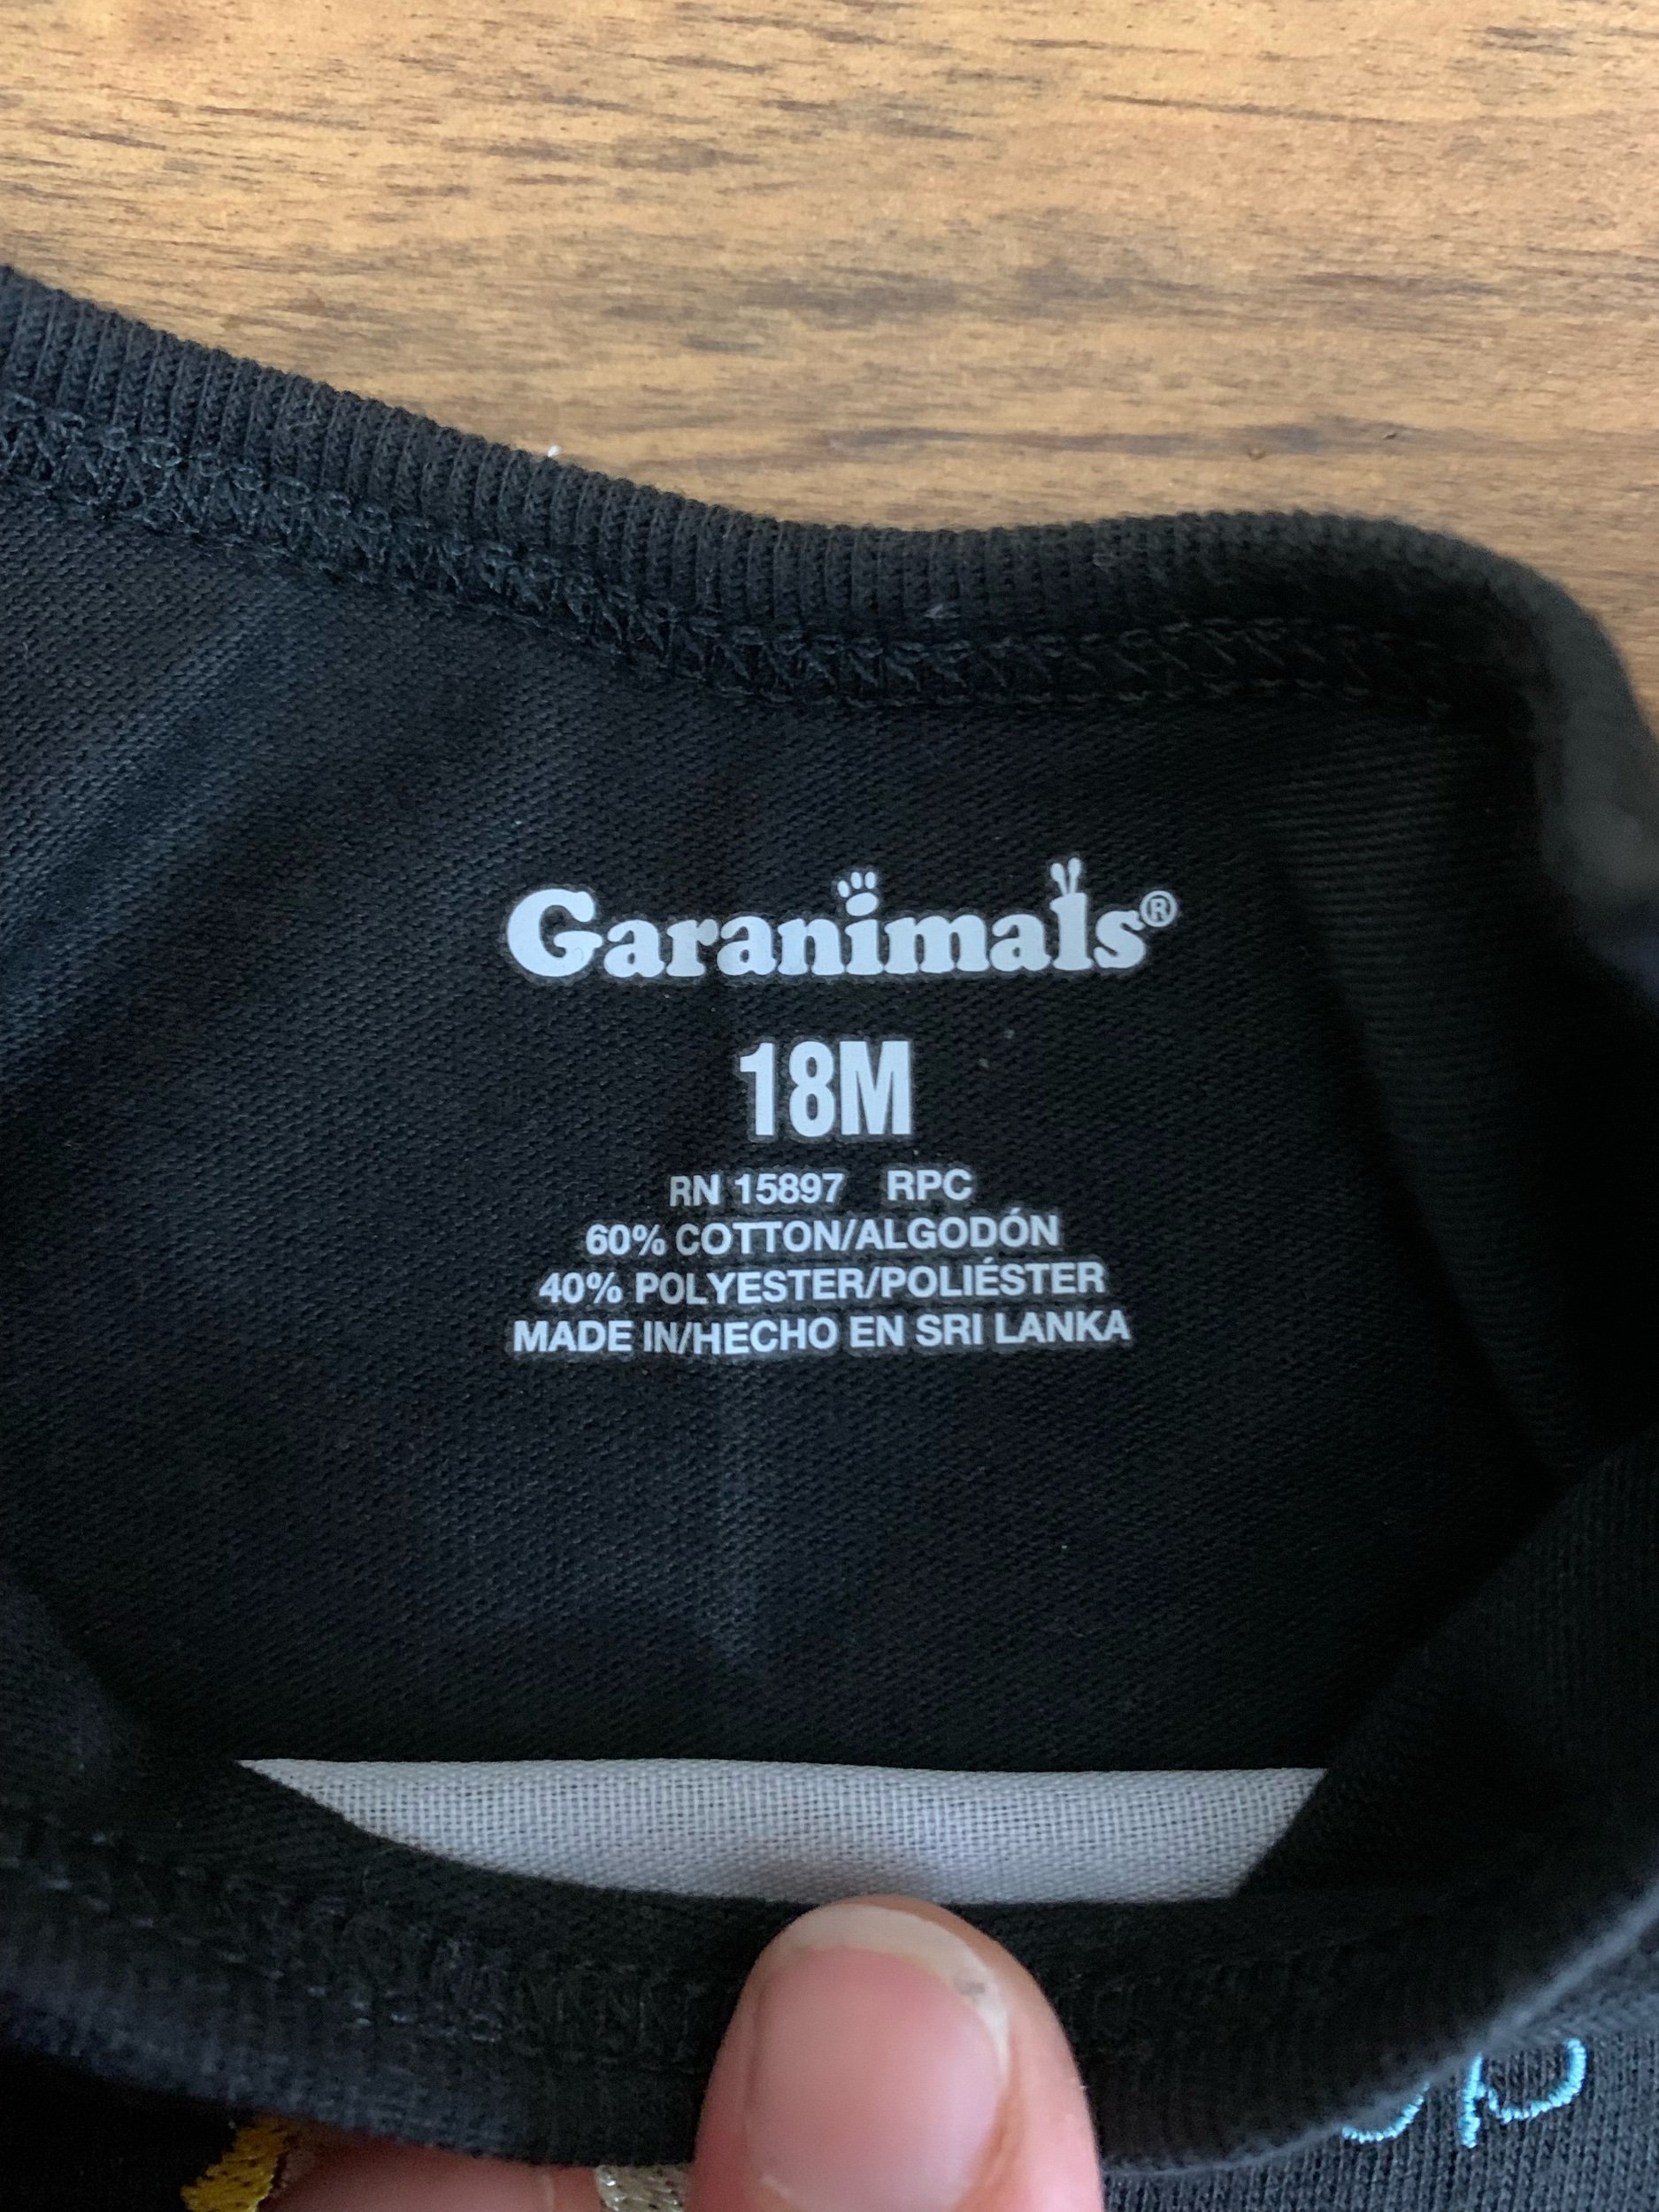 Garanimals®
18M
RN 15897 RPC
60% COTTON/ALGODÓN
40% POLYESTER/POLIÉSTER
MADE IN/HECHO EN SRI LANKA